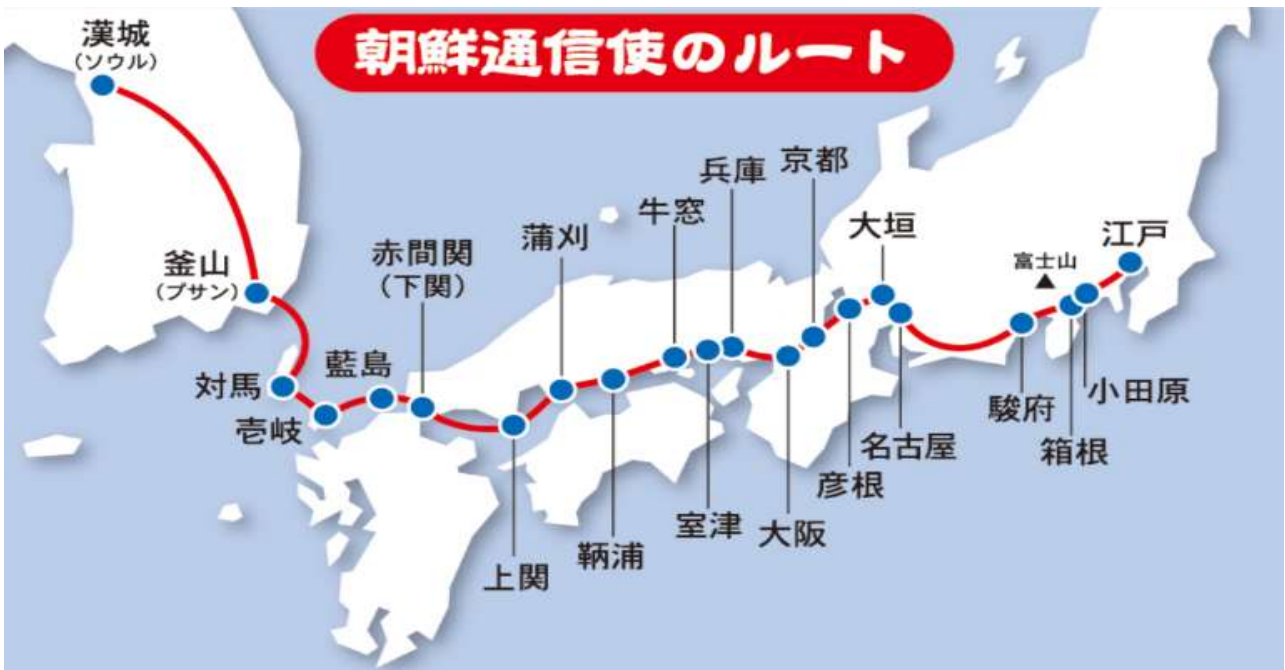 朝鮮通信使のルート
漢城
（ソウル）
釜山
（プサン）
対馬
壱岐
藍島
赤間関
（下関）
上関
蒲刈
鞆浦
牛窓
室津
兵庫
大阪
京都
彦根
大垣
名古屋
駿府
富士山
箱根
小田原
江戸